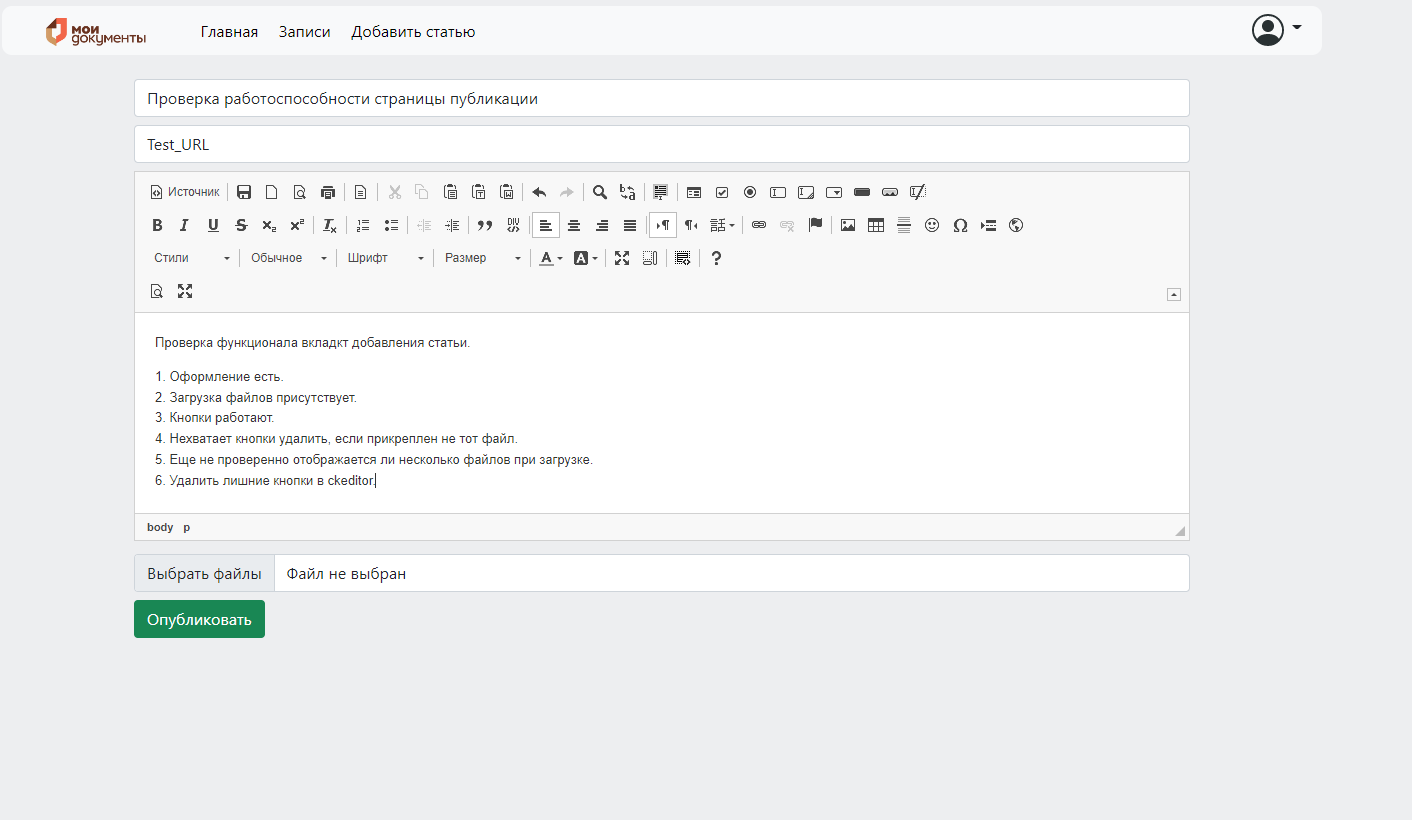 мои
документы
Главная Записи Добавить статью
Проверка работоспособности страницы публикации
Test_URL
Источник
Стили Обычное Шрифт Размер
Проверка функционала вкладкт добавления статьи.
1. Оформление есть.
2. Загрузка файлов присутствует.
3. Кнопки работают.
4. Нехватает кнопки удалить, если прикреплен не тот файл.
5. Еще не проверенно отображается ли несколько файлов при загрузке.
6. Удалить лишние кнопки в ckeditor.
body p
Выбрать файлы Файл не выбран
Опубликовать